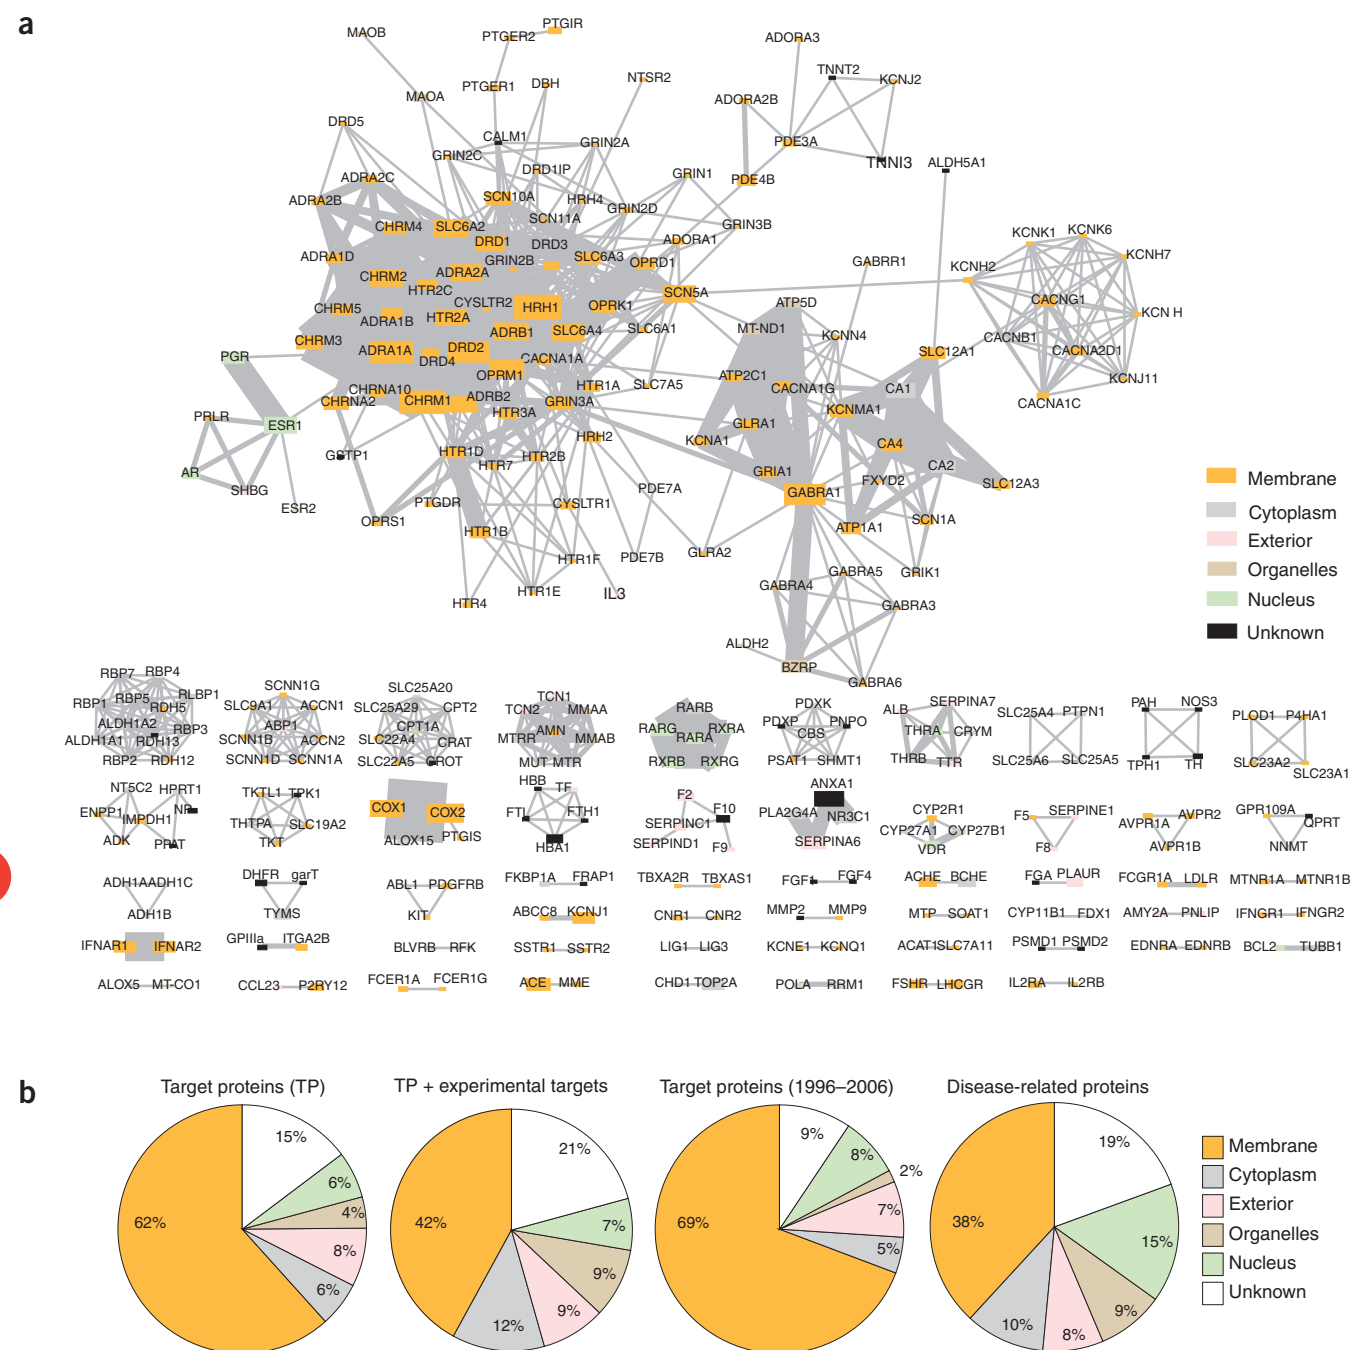 a
MAOB
PTGER2
PTGIR
ADORA3
PTGER1
DBH
NTSR2
TNNT2
KCNJ2
MAOA
ADORA2B
DRD5
CALM1
GRIN2A
PDE3A
GRIN2C
TNNI3
ALDH5A1
ADRA2C
DRD1IP
GRIN1
PDE4B
ADRA2B
SCN10A
HRH4
GRIN2D
SCN11A
CHRM4
SLC6A2
GRIN3B
KCNK1
KCNK6
DRD1
DRD3
ADORA1
ADRA1D
GRIN2B
SLC6A3
OPRD1
GABRR1
KCNH2
KCNH7
CHRM2
ADRA2A
HTR2C
SCN5A
CACNG1
CHRM5
CYSLTR2
HRH1
OPRK1
ATP5D
KCN H
ADRA1B
HTR2A
ADRB1
SLC6A4
SLC6A1
MT-ND1
KCNN4
CACNB1
CHRM3
ADRA1A
DRD2
DRD4
CACNA1A
SLC12A1
CACNA2D1
PGR
OPRM1
ATP2C1
CACNA1G
CA1
KCNJ11
CHRNA10
CHRNA2
CHRM1
ADRB2
HTR1A
SLC7A5
GRIN3A
KCNMA1
CACNA1C
PRLR
ESR1
HTR3A
GLRA1
HRH2
KCNA1
CA4
GSTP1
HTR1D
HTR7
HTR2B
CA2
AR
SHBG
GRIA1
FXYD2
SLC12A3
ESR2
PTGDR
CYSLTR1
PDE7A
GABRA1
OPRS1
HTR1B
ATP1A1
SCN1A
HTR1F
PDE7B
GLRA2
GABRA5
GRIK1
HTR4
HTR1E
IL3
GABRA4
GABRA3
ALDH2
BZRP
GABRA6
Membrane
Cytoplasm
Exterior
Organelles
Nucleus
Unknown
RBP7
RBP4
RBP1
RBP5
RLBP1
RDH5
ALDH1A2
RBP3
ALDH1A1
RDH13
RBP2
RDH12
SCNN1G
SLC9A1
ACCN1
ABP1
SCNN1B
ACCN2
SCNN1D
SCNN1A
SLC25A20
SLC25A29
CPT2
CPT1A
SLC22A4
CRAT
SLC22A5
CROT
TCN1
TCN2
MMAA
AMN
MTRR
MMAB
MUT
MTR
RARB
RARG
RXRA
RARA
RXRB
RXRG
PDXK
PDXP
PNPO
CBS
PSAT1
SHMT1
SERPINA7
ALB
THRA
CRYM
THRB
TTR
SLC25A4
PTPN1
SLC25A6
SLC25A5
PAH
NOS3
TPH1
TH
PLOD1
P4HA1
SLC23A2
SLC23A1
NT5C2
HPRT1
ENPP1
NP
IMPDH1
ADK
PPAT
TKTL1
TPK1
THTPA
SLC19A2
TKT
COX1
COX2
ALOX15
PTGIS
HBB
TF
FTL
FTH1
HBA1
F2
F10
SERPINC1
SERPIND1
F9
ANXA1
PLA2G4A
NR3C1
SERPINA6
CYP2R1
CYP27A1
CYP27B1
VDR
F5
SERPINE1
F8
AVPR2
AVPR1A
AVPR1B
GPR109A
QPRT
NNMT
ADH1A
ADH1C
ADH1B
DHFR
garT
TYMS
ABL1
PDGFRB
KIT
FKBP1A
FRAP1
TBXA2R
TBXAS1
FGF1
FGF4
ACHE
BCHE
FGA
PLAUR
FCGR1A
LDLR
MTNR1A
MTNR1B
ABCC8
KCNJ1
CNR1
CNR2
MMP2
MMP9
MTP
SOAT1
CYP11B1
FDX1
AMY2A
PNLIP
IFNGR1
IFNGR2
IFNAR1
IFNAR2
GPIIIa
ITGA2B
BLVRB
RFK
SSTR1
SSTR2
LIG1
LIG3
KCNE1
KCNQ1
ACAT1
SLC7A11
PSMD1
PSMD2
EDNRA
EDNRB
BCL2
TUBB1
ALOX5
MT-CO1
CCL23
P2RY12
FCER1A
FCER1G
ACE
MME
CHD1
TOP2A
POLA
RRM1
FSHR
LHCGR
IL2RA
IL2RB
b
Target proteins (TP)
15%
6%
4%
8%
6%
62%
TP + experimental targets
21%
7%
9%
9%
12%
42%
Target proteins (1996–2006)
9%
8%
2%
7%
5%
69%
Disease-related proteins
19%
15%
9%
8%
10%
38%
Membrane
Cytoplasm
Exterior
Organelles
Nucleus
Unknown